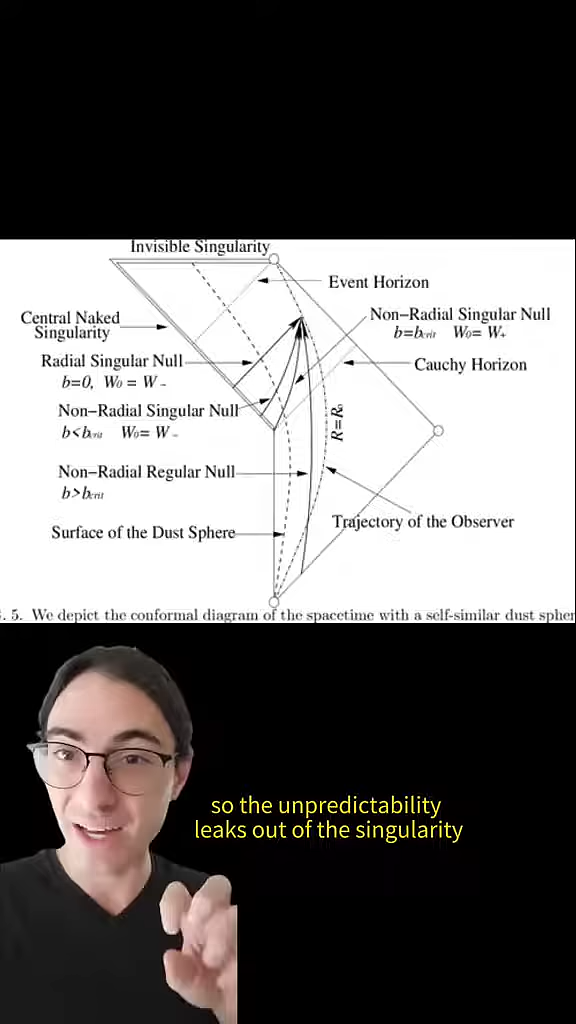 Invisible Singularity
Event Horizon
Central Naked
Singularity
Non-Radial Singular Null
b=bcrit W0= W+
Radial Singular Null
b=0, W0 = W-
Cauchy Horizon
Non-Radial Singular Null
b<bcrit W0= W-
R=R0
Non-Radial Regular Null
b>bcrit
Surface of the Dust Sphere
Trajectory of the Observer
. 5. We depict the conformal diagram of the spacetime with a self-similar dust spher
so the unpredictability
leaks out of the singularity